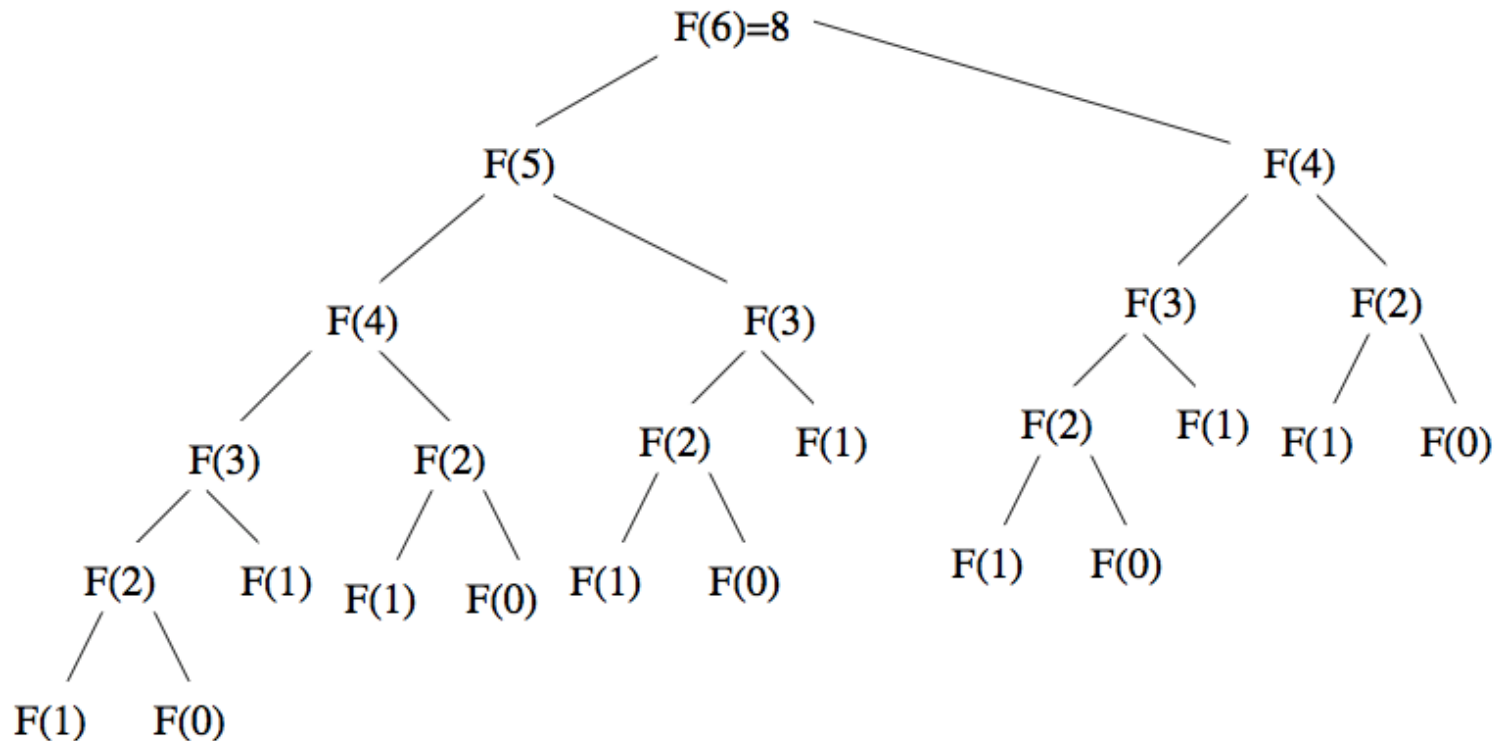 F(6)=8
F(5) F(4)
F(4) F(3) F(3) F(2)
F(3) F(2) F(2) F(1) F(2) F(1) F(1) F(0)
F(2) F(1) F(1) F(0) F(1) F(0) F(1) F(0)
F(1) F(0)